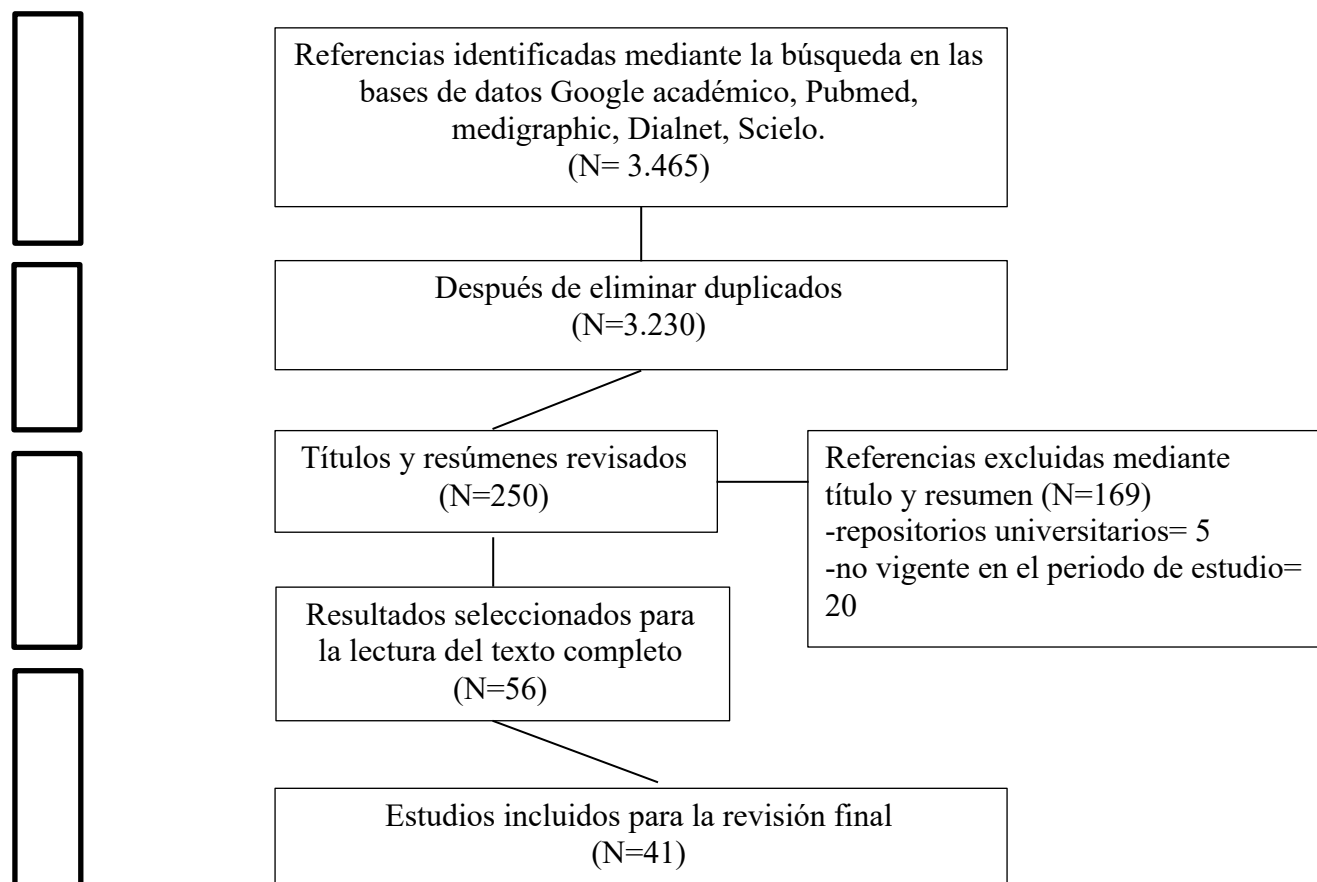 Referencias identificadas mediante la búsqueda en las
bases de datos Google académico, Pubmed,
medigraphic, Dialnet, Scielo.
(N= 3.465)
Después de eliminar duplicados
(N=3.230)
Títulos y resúmenes revisados
(N=250)
Referencias excluidas mediante
título y resumen (N=169)
-repositorios universitarios= 5
-no vigente en el periodo de estudio=
20
Resultados seleccionados para
la lectura del texto completo
(N=56)
Estudios incluidos para la revisión final
(N=41)